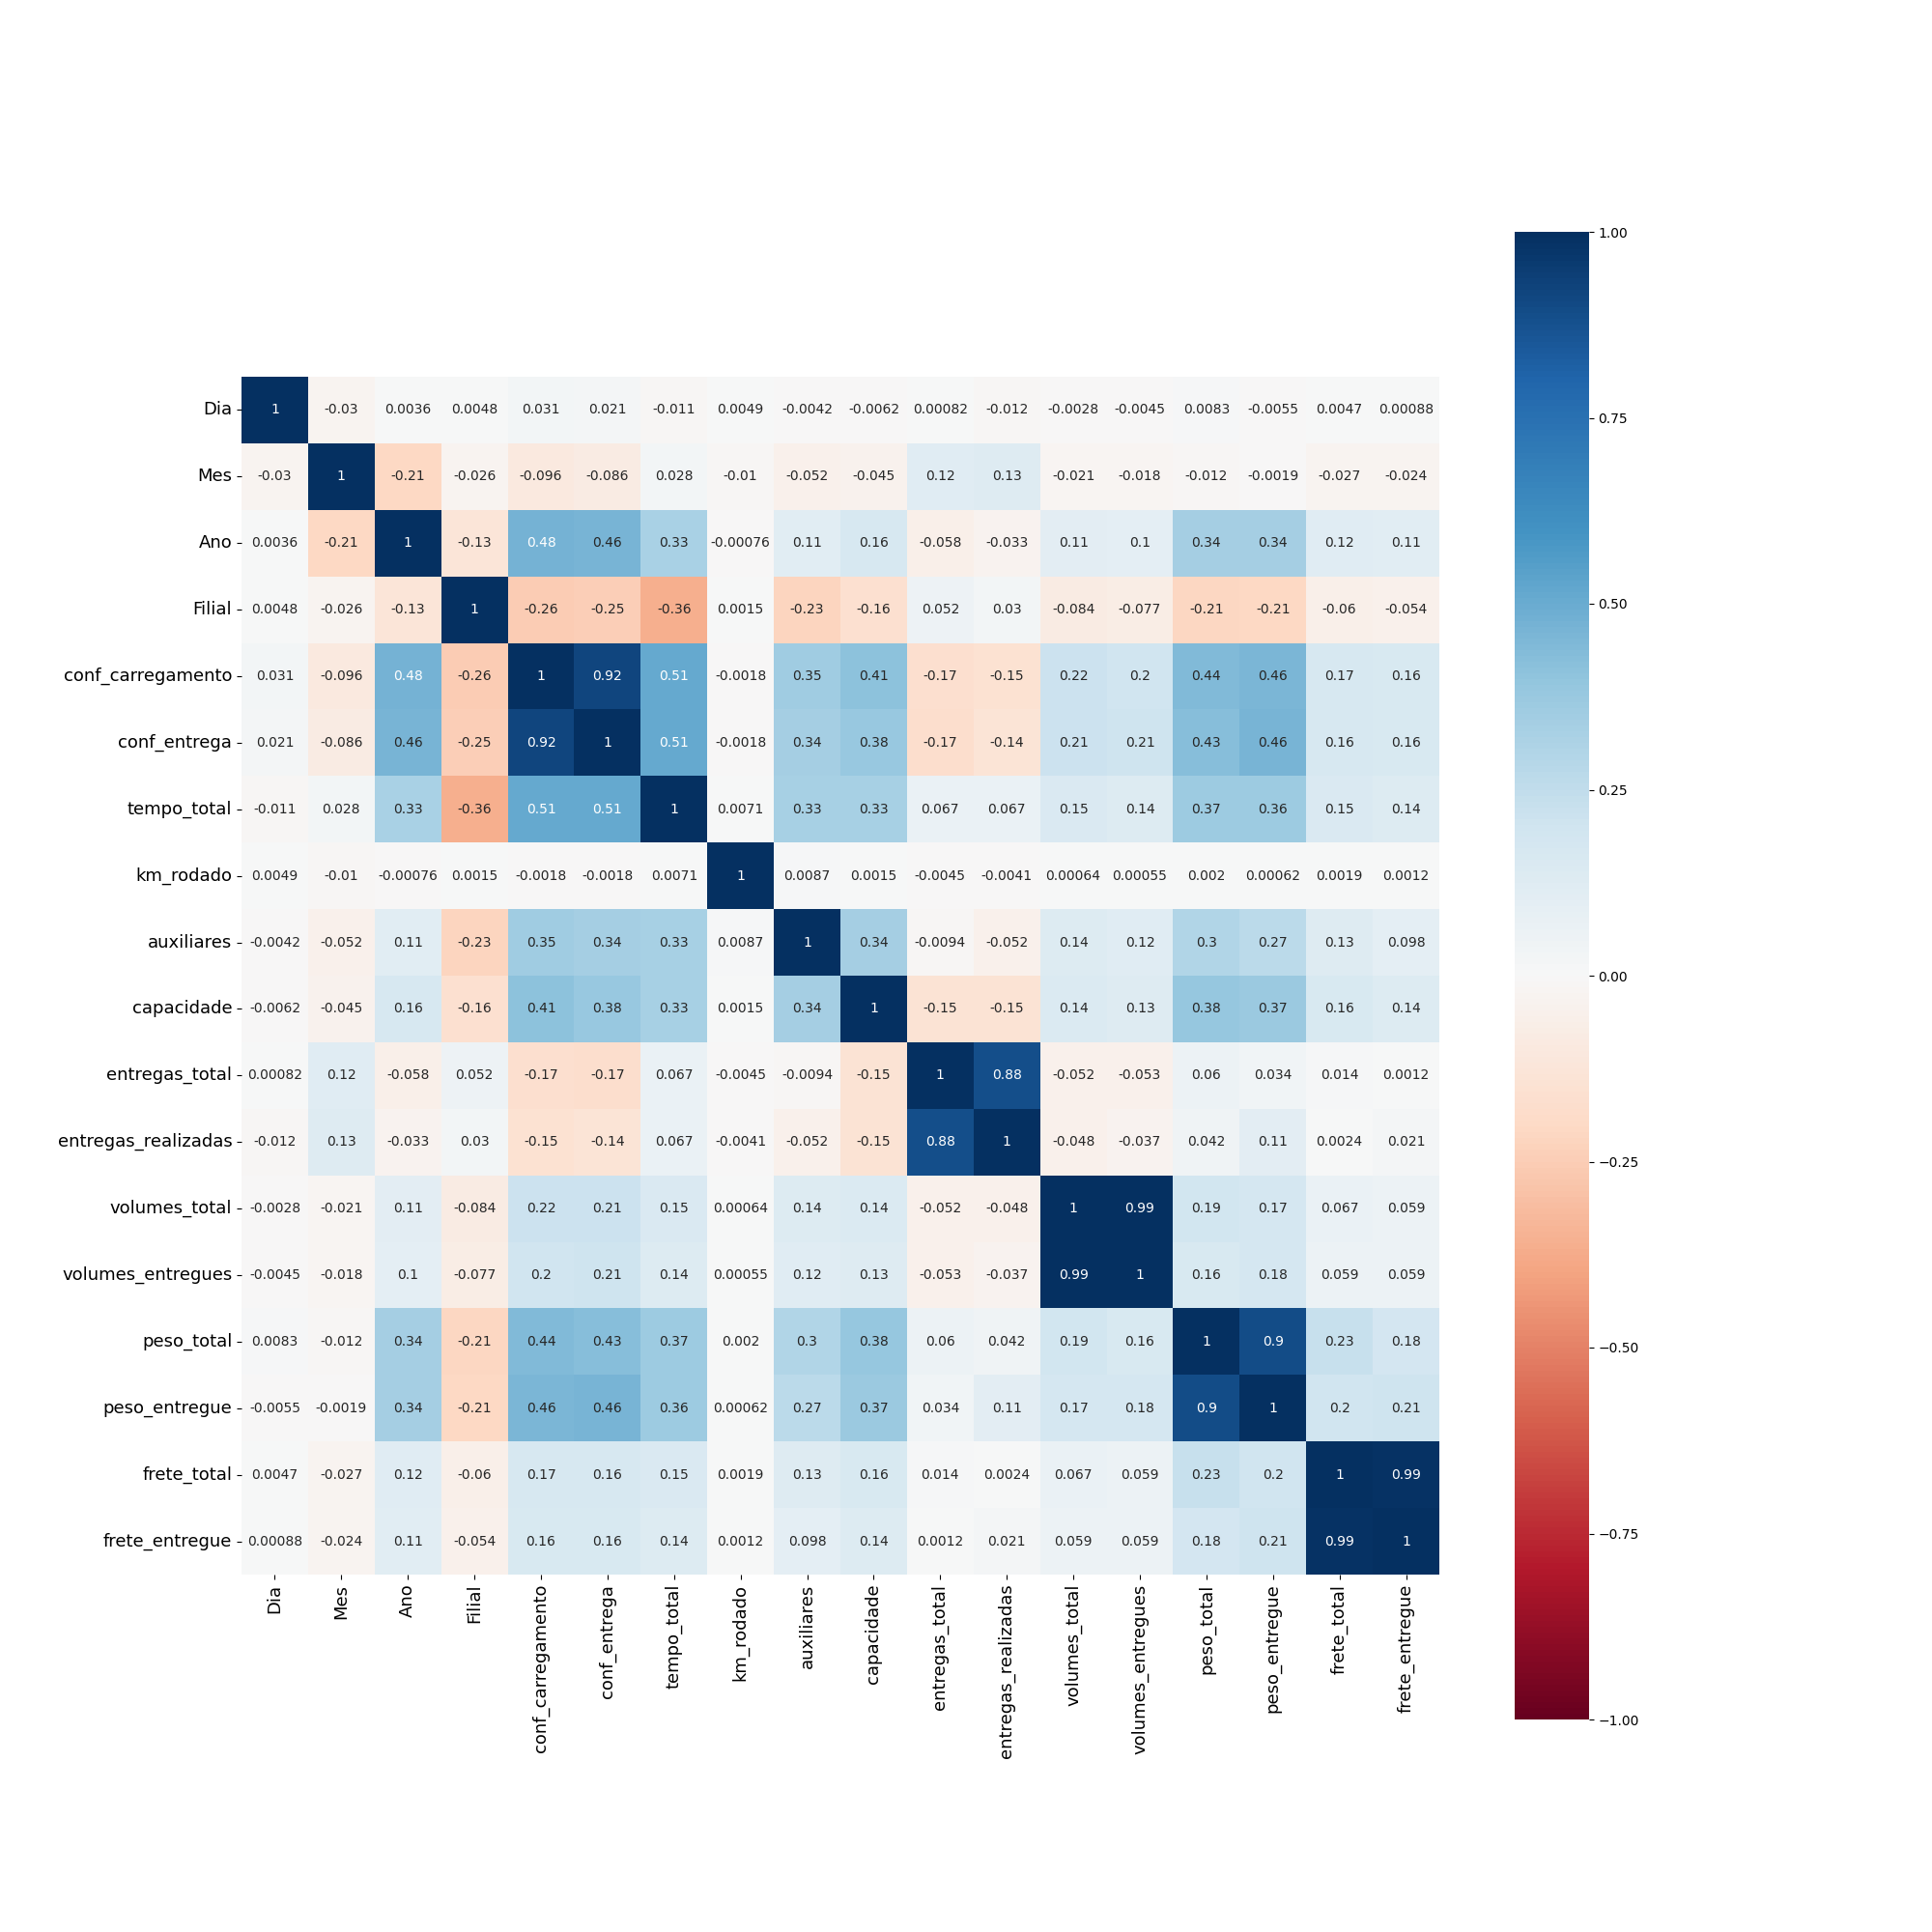 Dia 1 -0.03 0.0036 0.0048 0.031 0.021 -0.011 0.0049 -0.0042 -0.0062 0.00082 -0.012 -0.0028 -0.0045 0.0083 -0.0055 0.0047 0.00088
Mes -0.03 1 -0.21 -0.026 -0.096 -0.086 0.028 -0.01 -0.052 -0.045 0.12 0.13 -0.021 -0.018 -0.012 -0.0019 -0.027 -0.024
Ano 0.0036 -0.21 1 -0.13 0.48 0.46 0.33 -0.00076 0.11 0.16 -0.058 -0.033 0.11 0.1 0.34 0.34 0.12 0.11
Filial 0.0048 -0.026 -0.13 1 -0.26 -0.25 -0.36 0.0015 -0.23 -0.16 0.052 0.03 -0.084 -0.077 -0.21 -0.21 -0.06 -0.054
conf_carregamento 0.031 -0.096 0.48 -0.26 1 0.92 0.51 -0.0018 0.35 0.41 -0.17 -0.15 0.22 0.2 0.44 0.46 0.17 0.16
conf_entrega 0.021 -0.086 0.46 -0.25 0.92 1 0.51 -0.0018 0.34 0.38 -0.17 -0.14 0.21 0.21 0.43 0.46 0.16 0.16
tempo_total -0.011 0.028 0.33 -0.36 0.51 0.51 1 0.0071 0.33 0.33 0.067 0.067 0.15 0.14 0.37 0.36 0.15 0.14
km_rodado 0.0049 -0.01 -0.00076 0.0015 -0.0018 -0.0018 0.0071 1 0.0087 0.0015 -0.0045 -0.0041 0.00064 0.00055 0.002 0.00062 0.0019 0.0012
auxiliares -0.0042 -0.052 0.11 -0.23 0.35 0.34 0.33 0.0087 1 0.34 -0.0094 -0.052 0.14 0.12 0.3 0.27 0.13 0.098
capacidade -0.0062 -0.045 0.16 -0.16 0.41 0.38 0.33 0.0015 0.34 1 -0.15 -0.15 0.14 0.13 0.38 0.37 0.16 0.14
entregas_total 0.00082 0.12 -0.058 0.052 -0.17 -0.17 0.067 -0.0045 -0.0094 -0.15 1 0.88 -0.052 -0.053 0.06 0.034 0.014 0.0012
entregas_realizadas -0.012 0.13 -0.033 0.03 -0.15 -0.14 0.067 -0.0041 -0.052 -0.15 0.88 1 -0.048 -0.037 0.042 0.11 0.0024 0.021
volumes_total -0.0028 -0.021 0.11 -0.084 0.22 0.21 0.15 0.00064 0.14 0.14 -0.052 -0.048 1 0.99 0.19 0.17 0.067 0.059
volumes_entregues -0.0045 -0.018 0.1 -0.077 0.2 0.21 0.14 0.00055 0.12 0.13 -0.053 -0.037 0.99 1 0.16 0.18 0.059 0.059
peso_total 0.0083 -0.012 0.34 -0.21 0.44 0.43 0.37 0.002 0.3 0.38 0.06 0.042 0.19 0.16 1 0.9 0.23 0.18
peso_entregue -0.0055 -0.0019 0.34 -0.21 0.46 0.46 0.36 0.00062 0.27 0.37 0.034 0.11 0.17 0.18 0.9 1 0.2 0.21
frete_total 0.0047 -0.027 0.12 -0.06 0.17 0.16 0.15 0.0019 0.13 0.16 0.014 0.0024 0.067 0.059 0.23 0.2 1 0.99
frete_entregue 0.00088 -0.024 0.11 -0.054 0.16 0.16 0.14 0.0012 0.098 0.14 0.0012 0.021 0.059 0.059 0.18 0.21 0.99 1
Dia
Mes
Ano
Filial
conf_carregamento
conf_entrega
tempo_total
km_rodado
auxiliares
capacidade
entregas_total
entregas_realizadas
volumes_total
volumes_entregues
peso_total
peso_entregue
frete_total
frete_entregue
1.00
0.75
0.50
0.25
0.00
−0.25
−0.50
−0.75
−1.00